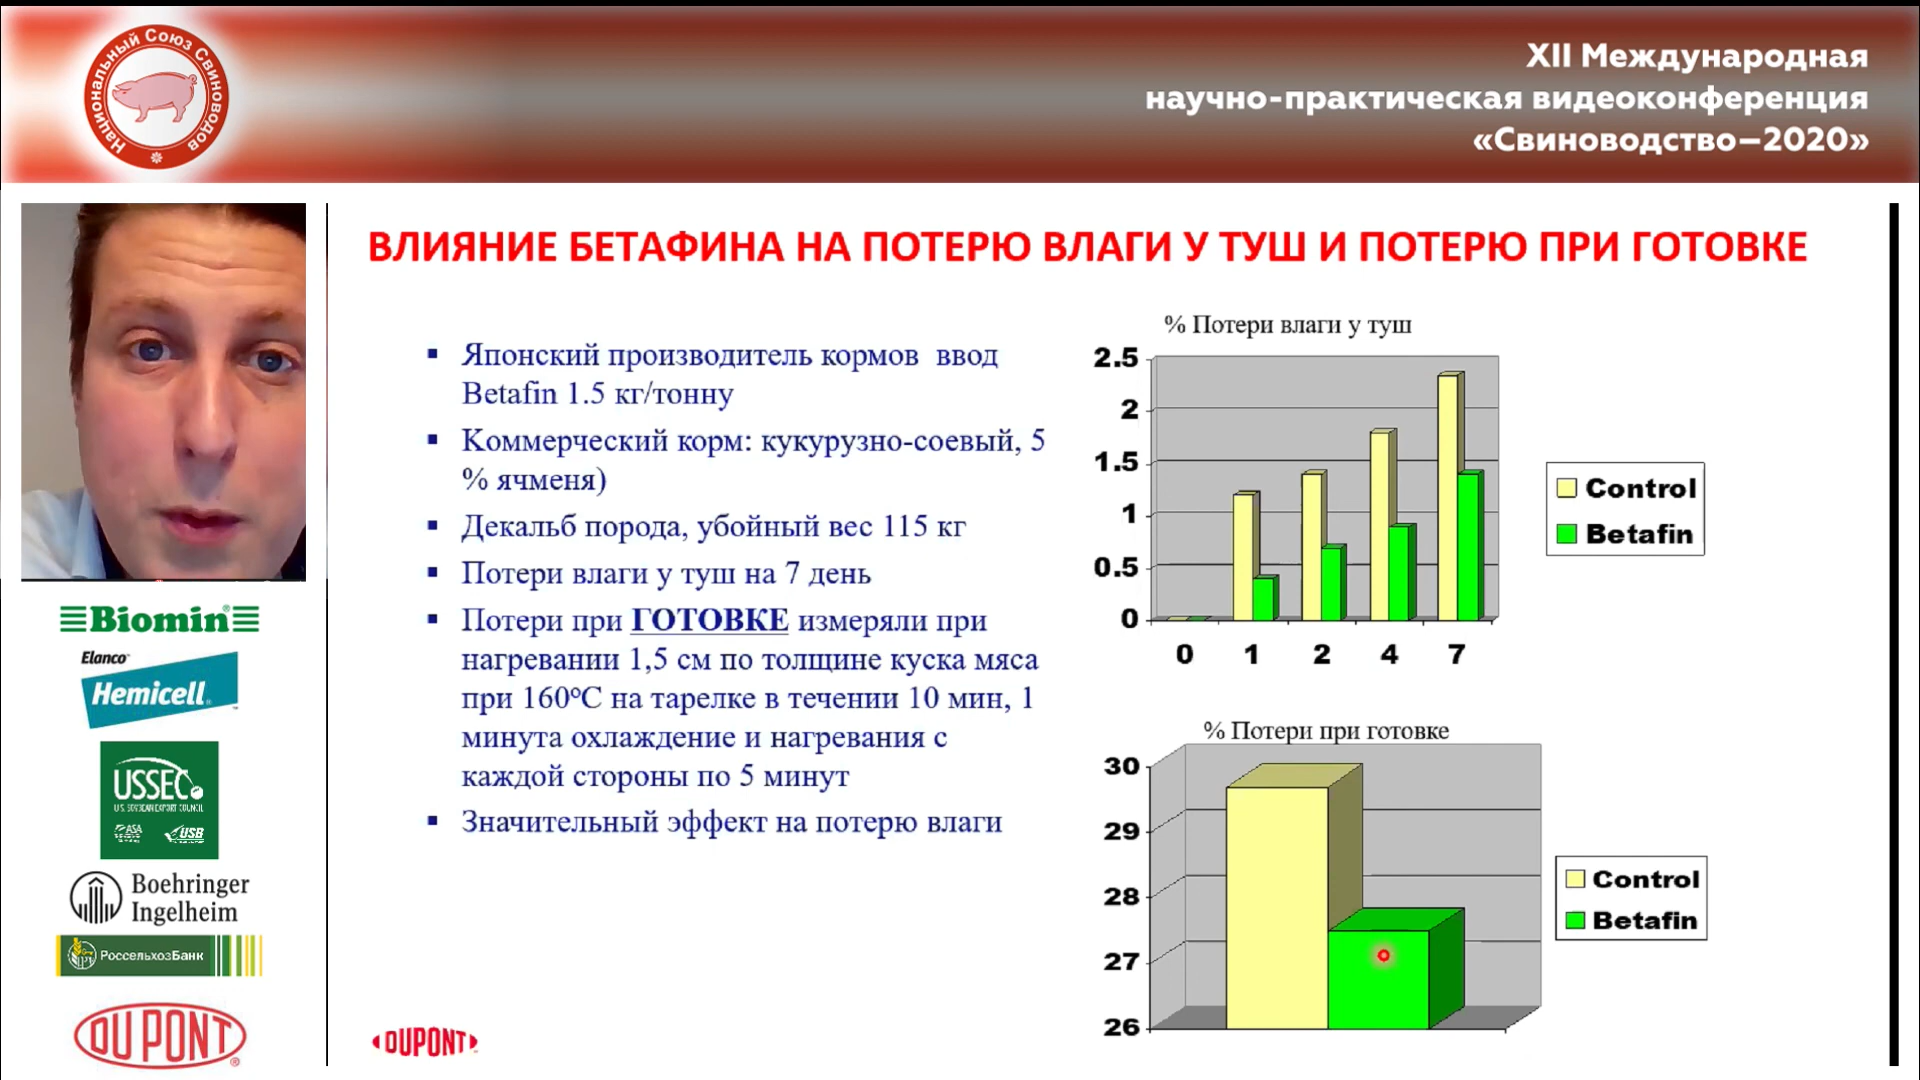 Национальный Союз Свиноводов
XII Международная
научно-практическая видеоконференция
«Свиноводство–2020»
ВЛИЯНИЕ БЕТАФИНА НА ПОТЕРЮ ВЛАГИ У ТУШ И ПОТЕРЮ ПРИ ГОТОВКЕ
Японский производитель кормов ввод
Betafin 1.5 кг/тонну
Коммерческий корм: кукурузно-соевый, 5
% ячменя)
Декальб порода, убойный вес 115 кг
Потери влаги у туш на 7 день
Потери при ГОТОВКЕ измеряли при
нагревании 1,5 см по толщине куска мяса
при 160°C на тарелке в течении 10 мин, 1
минута охлаждение и нагревания с
каждой стороны по 5 минут
Значительный эффект на потерю влаги
% Потери влаги у туш
2.5
2
1.5
1
0.5
0
0 1 2 4 7
Control
Betafin
% Потери при готовке
30
29
28
27
26
Control
Betafin
Biomin®
Elanco
Hemicell
USSEC
U.S. SOYBEAN EXPORT COUNCIL
ASA
USB
Boehringer
Ingelheim
РоссельхозБанк
DUPONT®
DUPONT